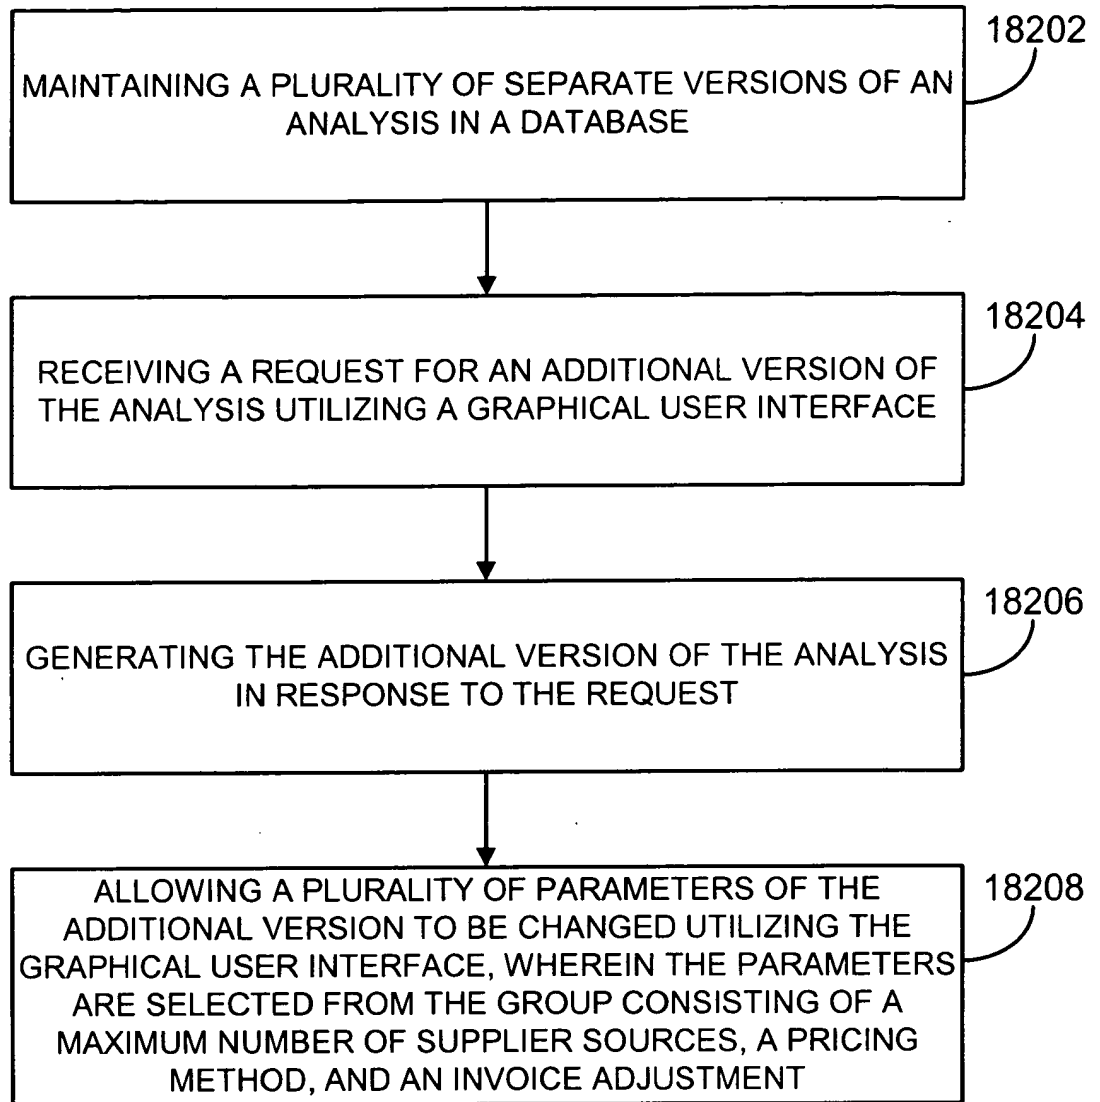 18202
MAINTAINING A PLURALITY OF SEPARATE VERSIONS OF AN
ANALYSIS IN A DATABASE
18204
RECEIVING A REQUEST FOR AN ADDITIONAL VERSION OF
THE ANALYSIS UTILIZING A GRAPHICAL USER INTERFACE
18206
GENERATING THE ADDITIONAL VERSION OF THE ANALYSIS
IN RESPONSE TO THE REQUEST
18208
ALLOWING A PLURALITY OF PARAMETERS OF THE
ADDITIONAL VERSION TO BE CHANGED UTILIZING THE
GRAPHICAL USER INTERFACE, WHEREIN THE PARAMETERS
ARE SELECTED FROM THE GROUP CONSISTING OF A
MAXIMUM NUMBER OF SUPPLIER SOURCES, A PRICING
METHOD, AND AN INVOICE ADJUSTMENT